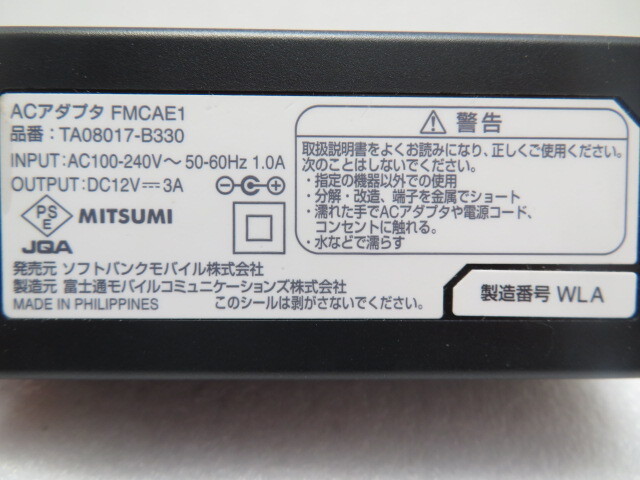 ACアダプタ FMCAE1
品番：TA08017-B330
INPUT:AC100-240V～ 50-60Hz 1.0A
OUTPUT:DC12V⎓3A
PS
E
MITSUMI
JQA
発売元 ソフトバンクモバイル株式会社
製造元 富士通モバイルコミュニケーションズ株式会社
MADE IN PHILIPPINES このシールは剥がさないでください。
警告
取扱説明書をよくお読みになり、正しくご使用ください。
次のことはしないでください。
・指定の機器以外での使用
・分解・改造、端子を金属でショート
・濡れた手でACアダプタや電源コード、
コンセントに触れる。
・水などで濡らす
製造番号 WLA